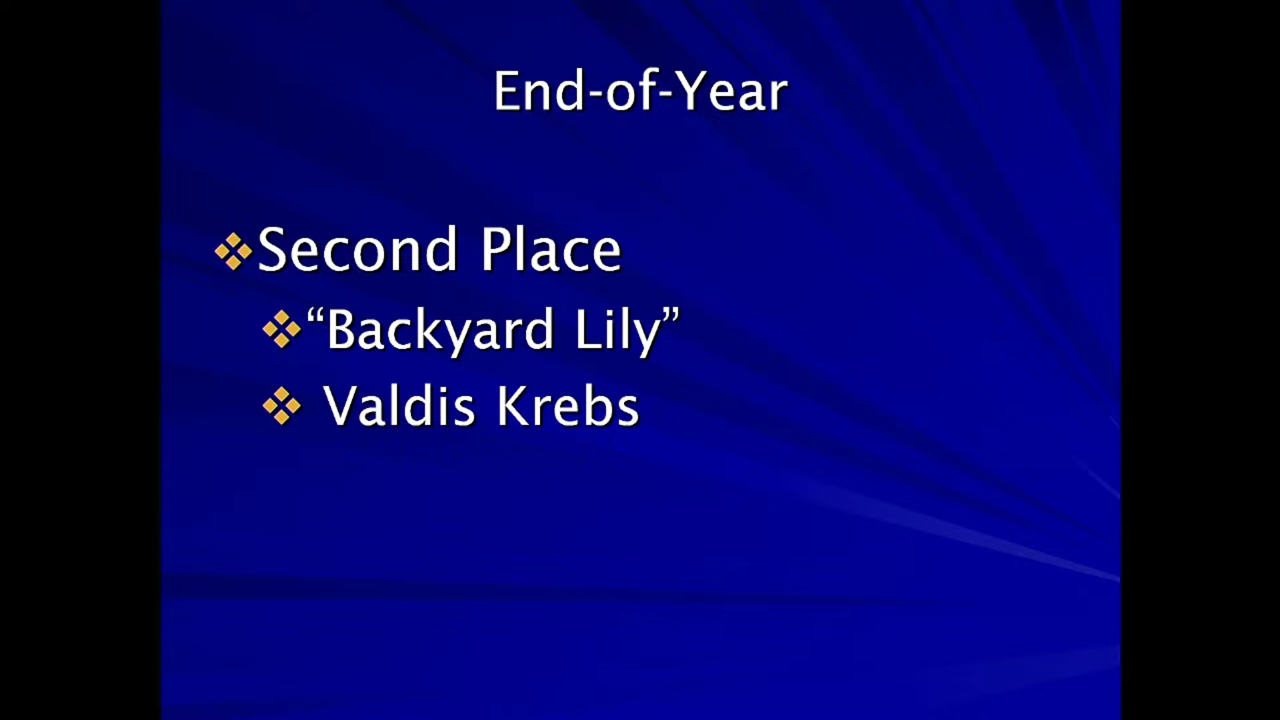 End-of-Year
Second Place
“Backyard Lily”
Valdis Krebs